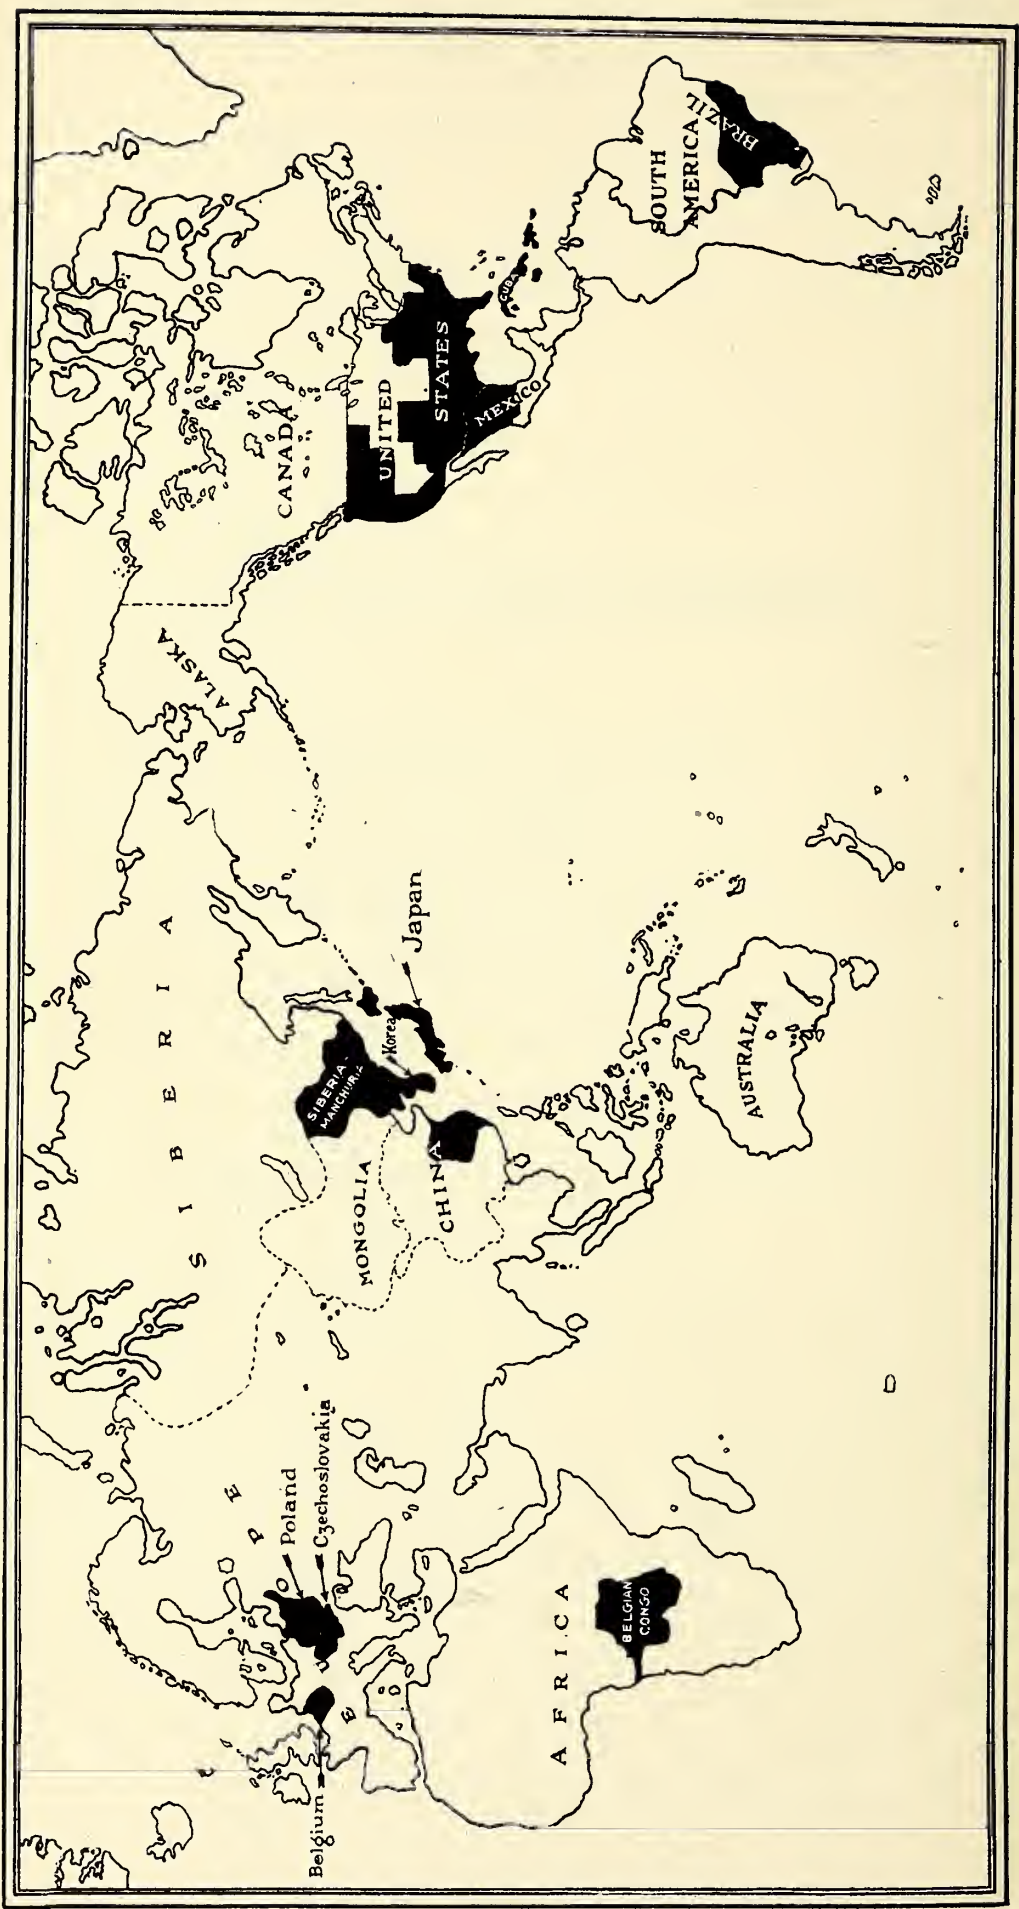 Belgium
E U R O P E
Poland
Czechoslovakia
S I B E R I A
MONGOLIA
CHINA
SIBERIA
MANCHURIA
Korea
Japan
ALASKA
CANADA
UNITED
STATES
MEXICO
CUBA
SOUTH
AMERICA
BRAZIL
AFRICA
BELGIAN
CONGO
AUSTRALIA